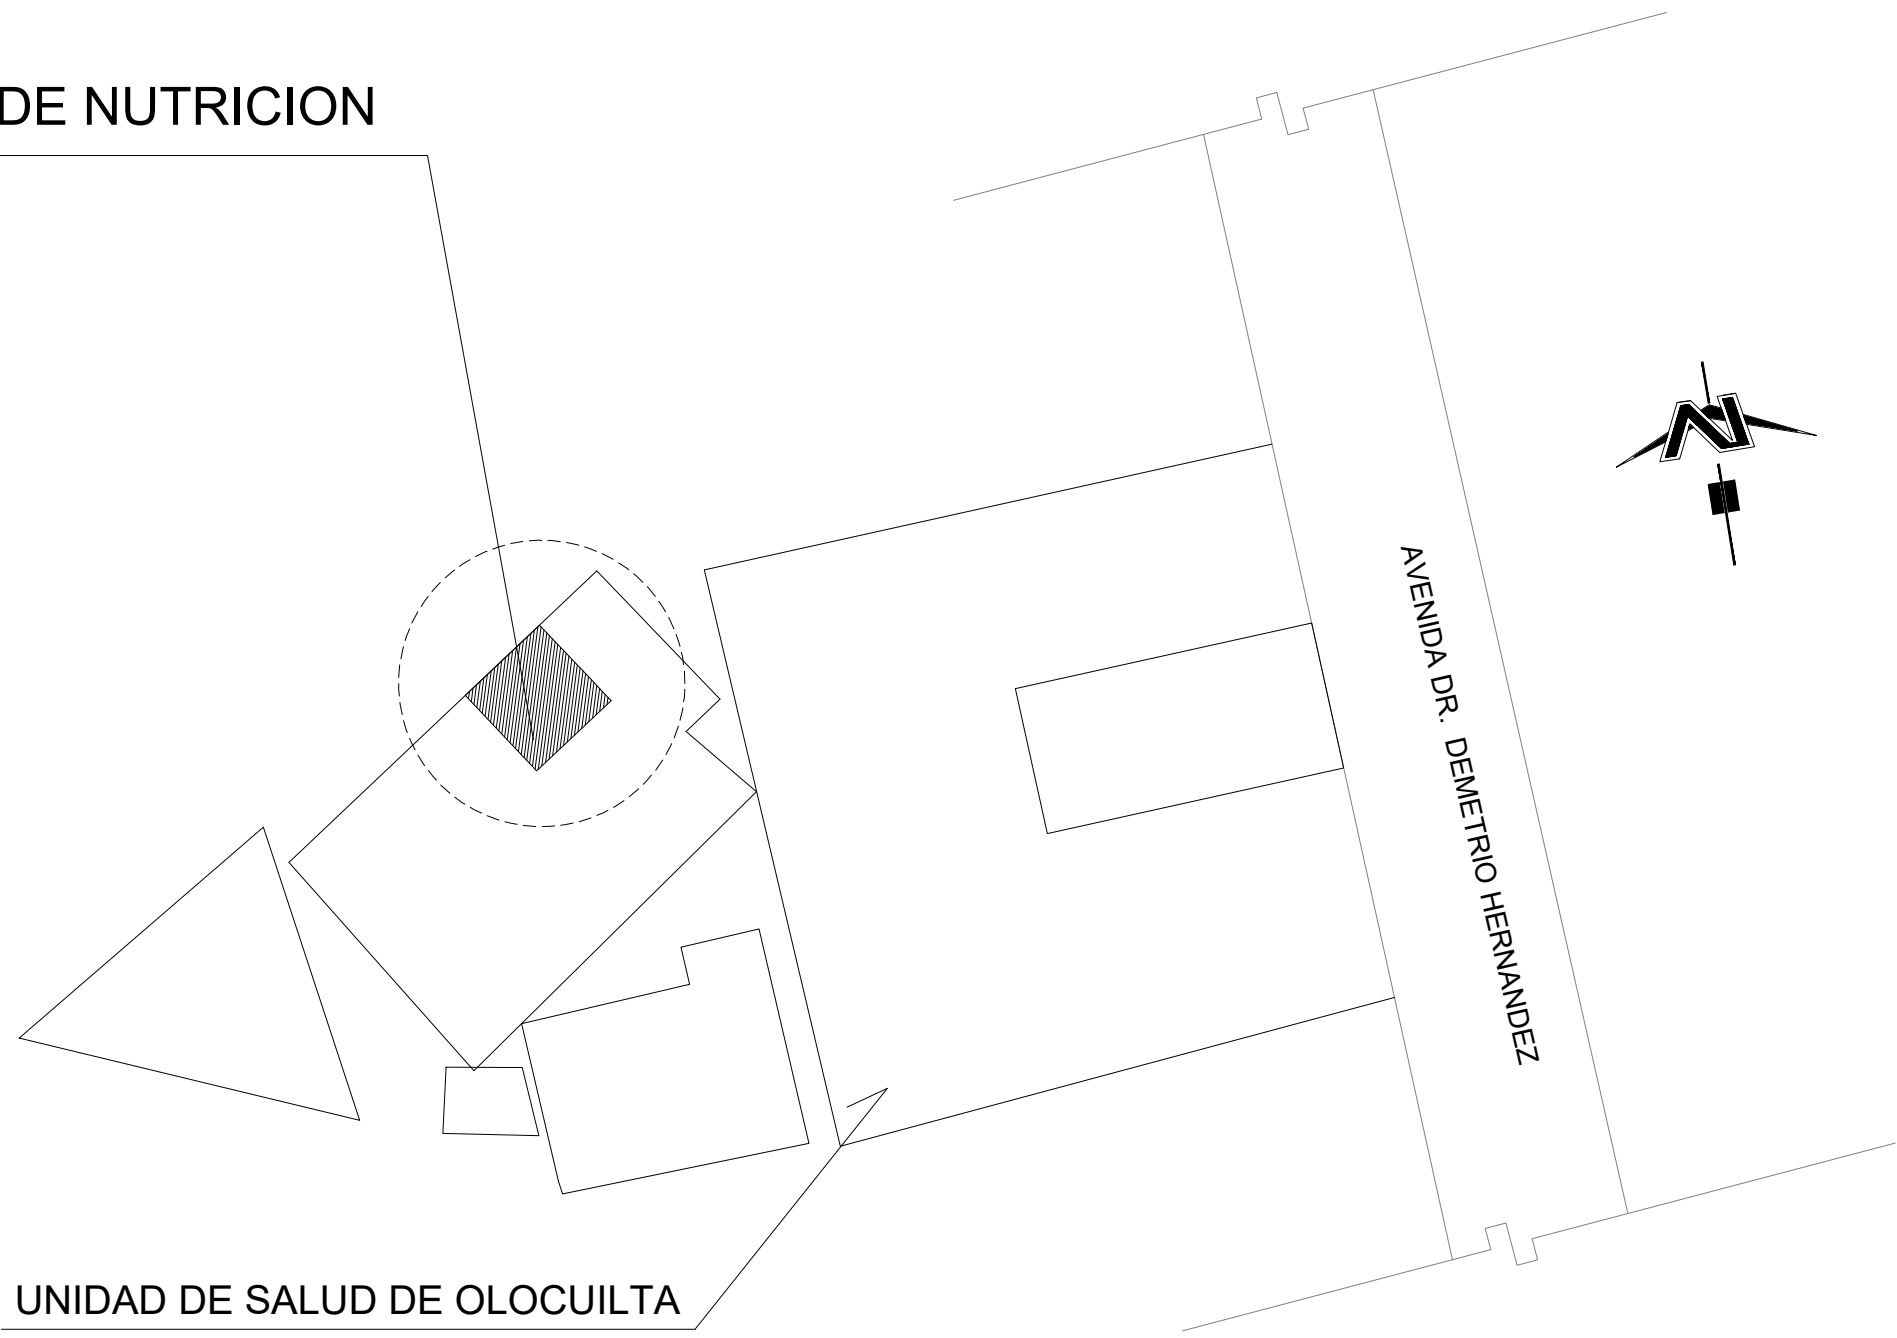 DE NUTRICION
N
AVENIDA DR. DEMETRIO HERNANDEZ
UNIDAD DE SALUD DE OLOCUILTA